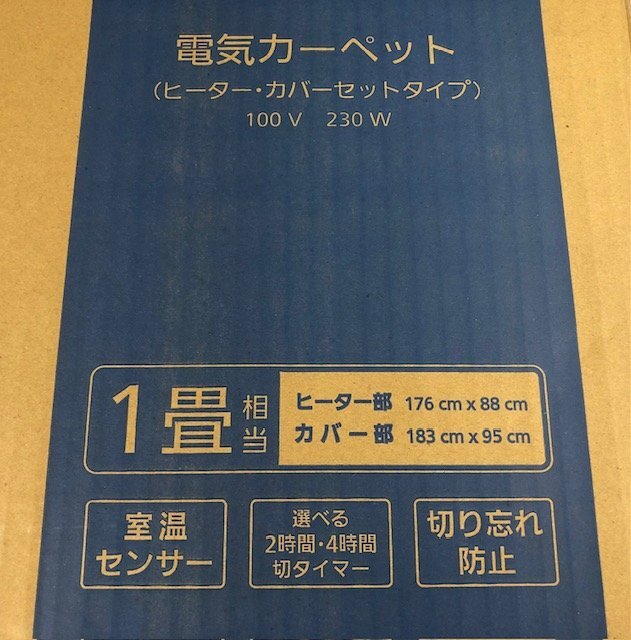 電気カーペット
(ヒーター・カバーセットタイプ)
100 V 230 W
1畳相当
ヒーター部 176 cm x 88 cm
カバー部 183 cm x 95 cm
室温
センサー
選べる
2時間・4時間
切タイマー
切り忘れ
防止